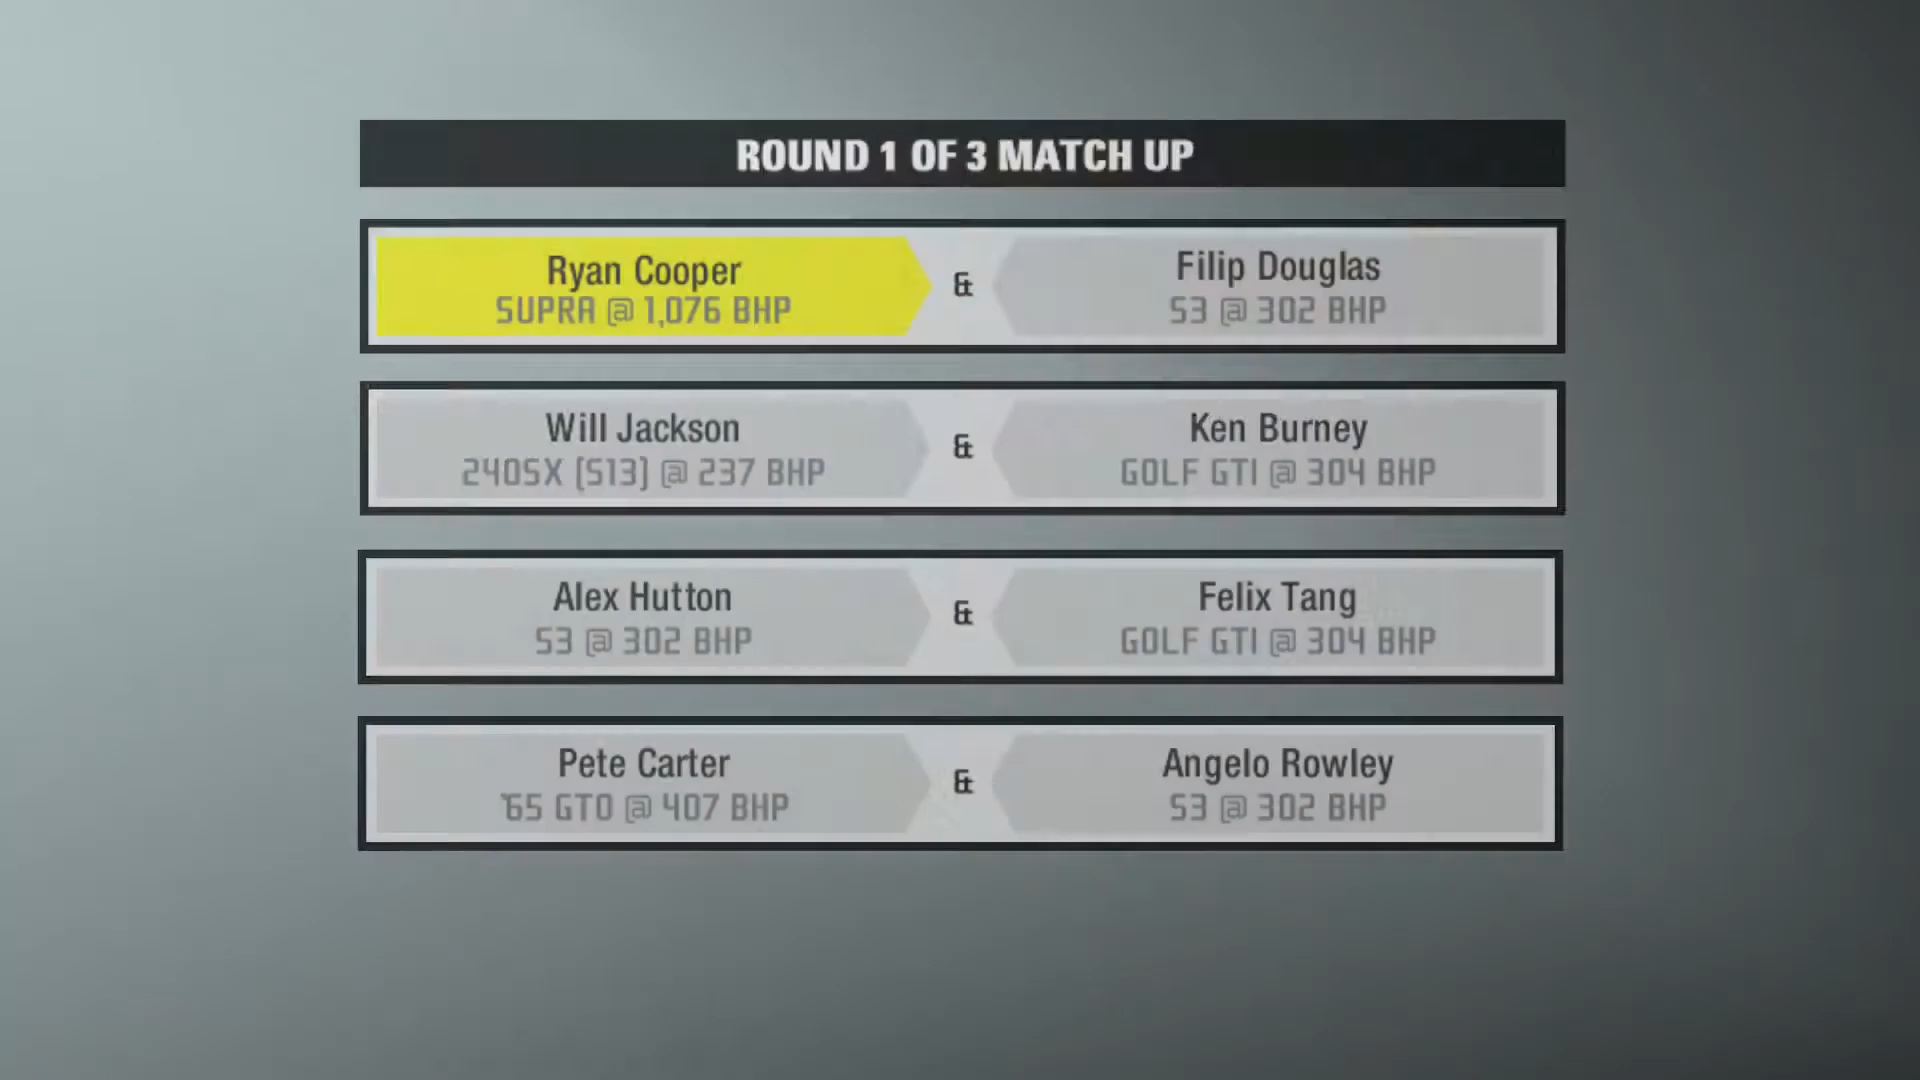 ROUND 1 OF 3 MATCH UP
Ryan Cooper
SUPRA @ 1,076 BHP
&
Filip Douglas
S3 @ 302 BHP
Will Jackson
240SX [S13] @ 237 BHP
&
Ken Burney
GOLF GTI @ 304 BHP
Alex Hutton
S3 @ 302 BHP
&
Felix Tang
GOLF GTI @ 304 BHP
Pete Carter
'65 GTO @ 407 BHP
&
Angelo Rowley
S3 @ 302 BHP